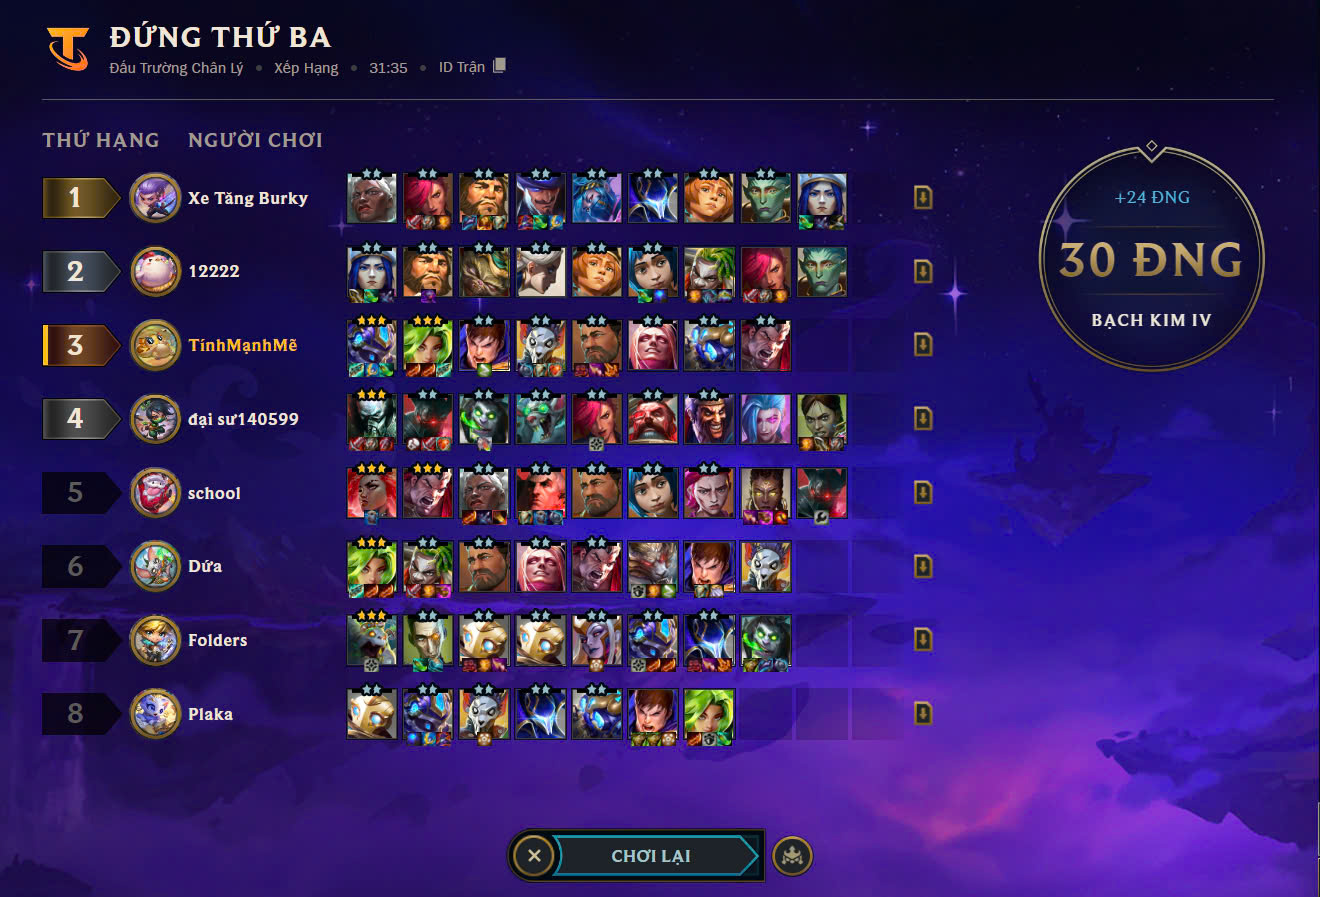 ĐỨNG THỨ BA
Đấu Trường Chân Lý • Xếp Hạng • 31:35 • ID Trận
THỨ HẠNG NGƯỜI CHƠI
1 Xe Tăng Burky
2 12222
3 TínhMạnhMẽ
4 đại sư140599
5 school
6 Dứa
7 Folders
8 Plaka
+24 ĐNG
30 ĐNG
BẠCH KIM IV
CHƠI LẠI